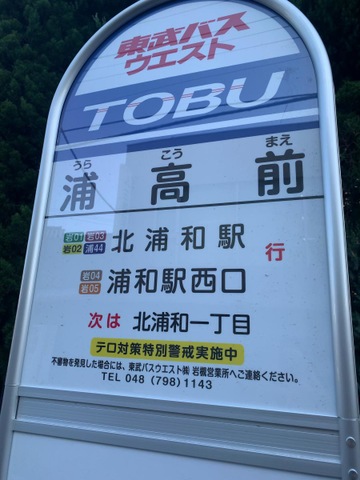 東武バス
ウエスト
TOBU
うら こう まえ
浦 高 前
岩01 岩03 岩02 浦44 北浦和駅
岩04 岩05 浦和駅西口
行
次は 北浦和一丁目
テロ対策特別警戒実施中
不審物を発見した場合には、東武バスウエスト㈱ 岩槻営業所へご連絡ください。
TEL 048 (798) 1143